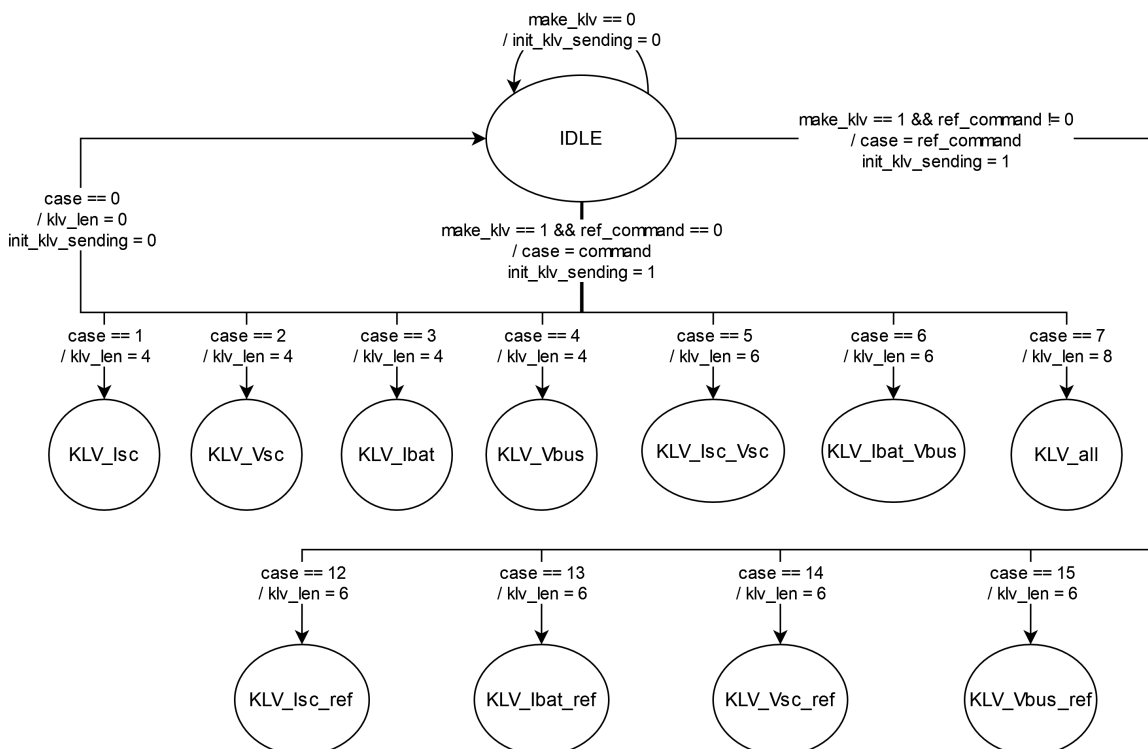 make_klv == 0
/ init_klv_sending = 0
IDLE
make_klv == 1 && ref_command != 0
/ case = ref_command
init_klv_sending = 1
case == 0
/ klv_len = 0
init_klv_sending = 0
make_klv == 1 && ref_command == 0
/ case = command
init_klv_sending = 1
case == 1
/ klv_len = 4
case == 2
/ klv_len = 4
case == 3
/ klv_len = 4
case == 4
/ klv_len = 4
case == 5
/ klv_len = 6
case == 6
/ klv_len = 6
case == 7
/ klv_len = 8
KLV_Isc
KLV_Vsc
KLV_Ibat
KLV_Vbus
KLV_Isc_Vsc
KLV_Ibat_Vbus
KLV_all
case == 12
/ klv_len = 6
case == 13
/ klv_len = 6
case == 14
/ klv_len = 6
case == 15
/ klv_len = 6
KLV_Isc_ref
KLV_Ibat_ref
KLV_Vsc_ref
KLV_Vbus_ref